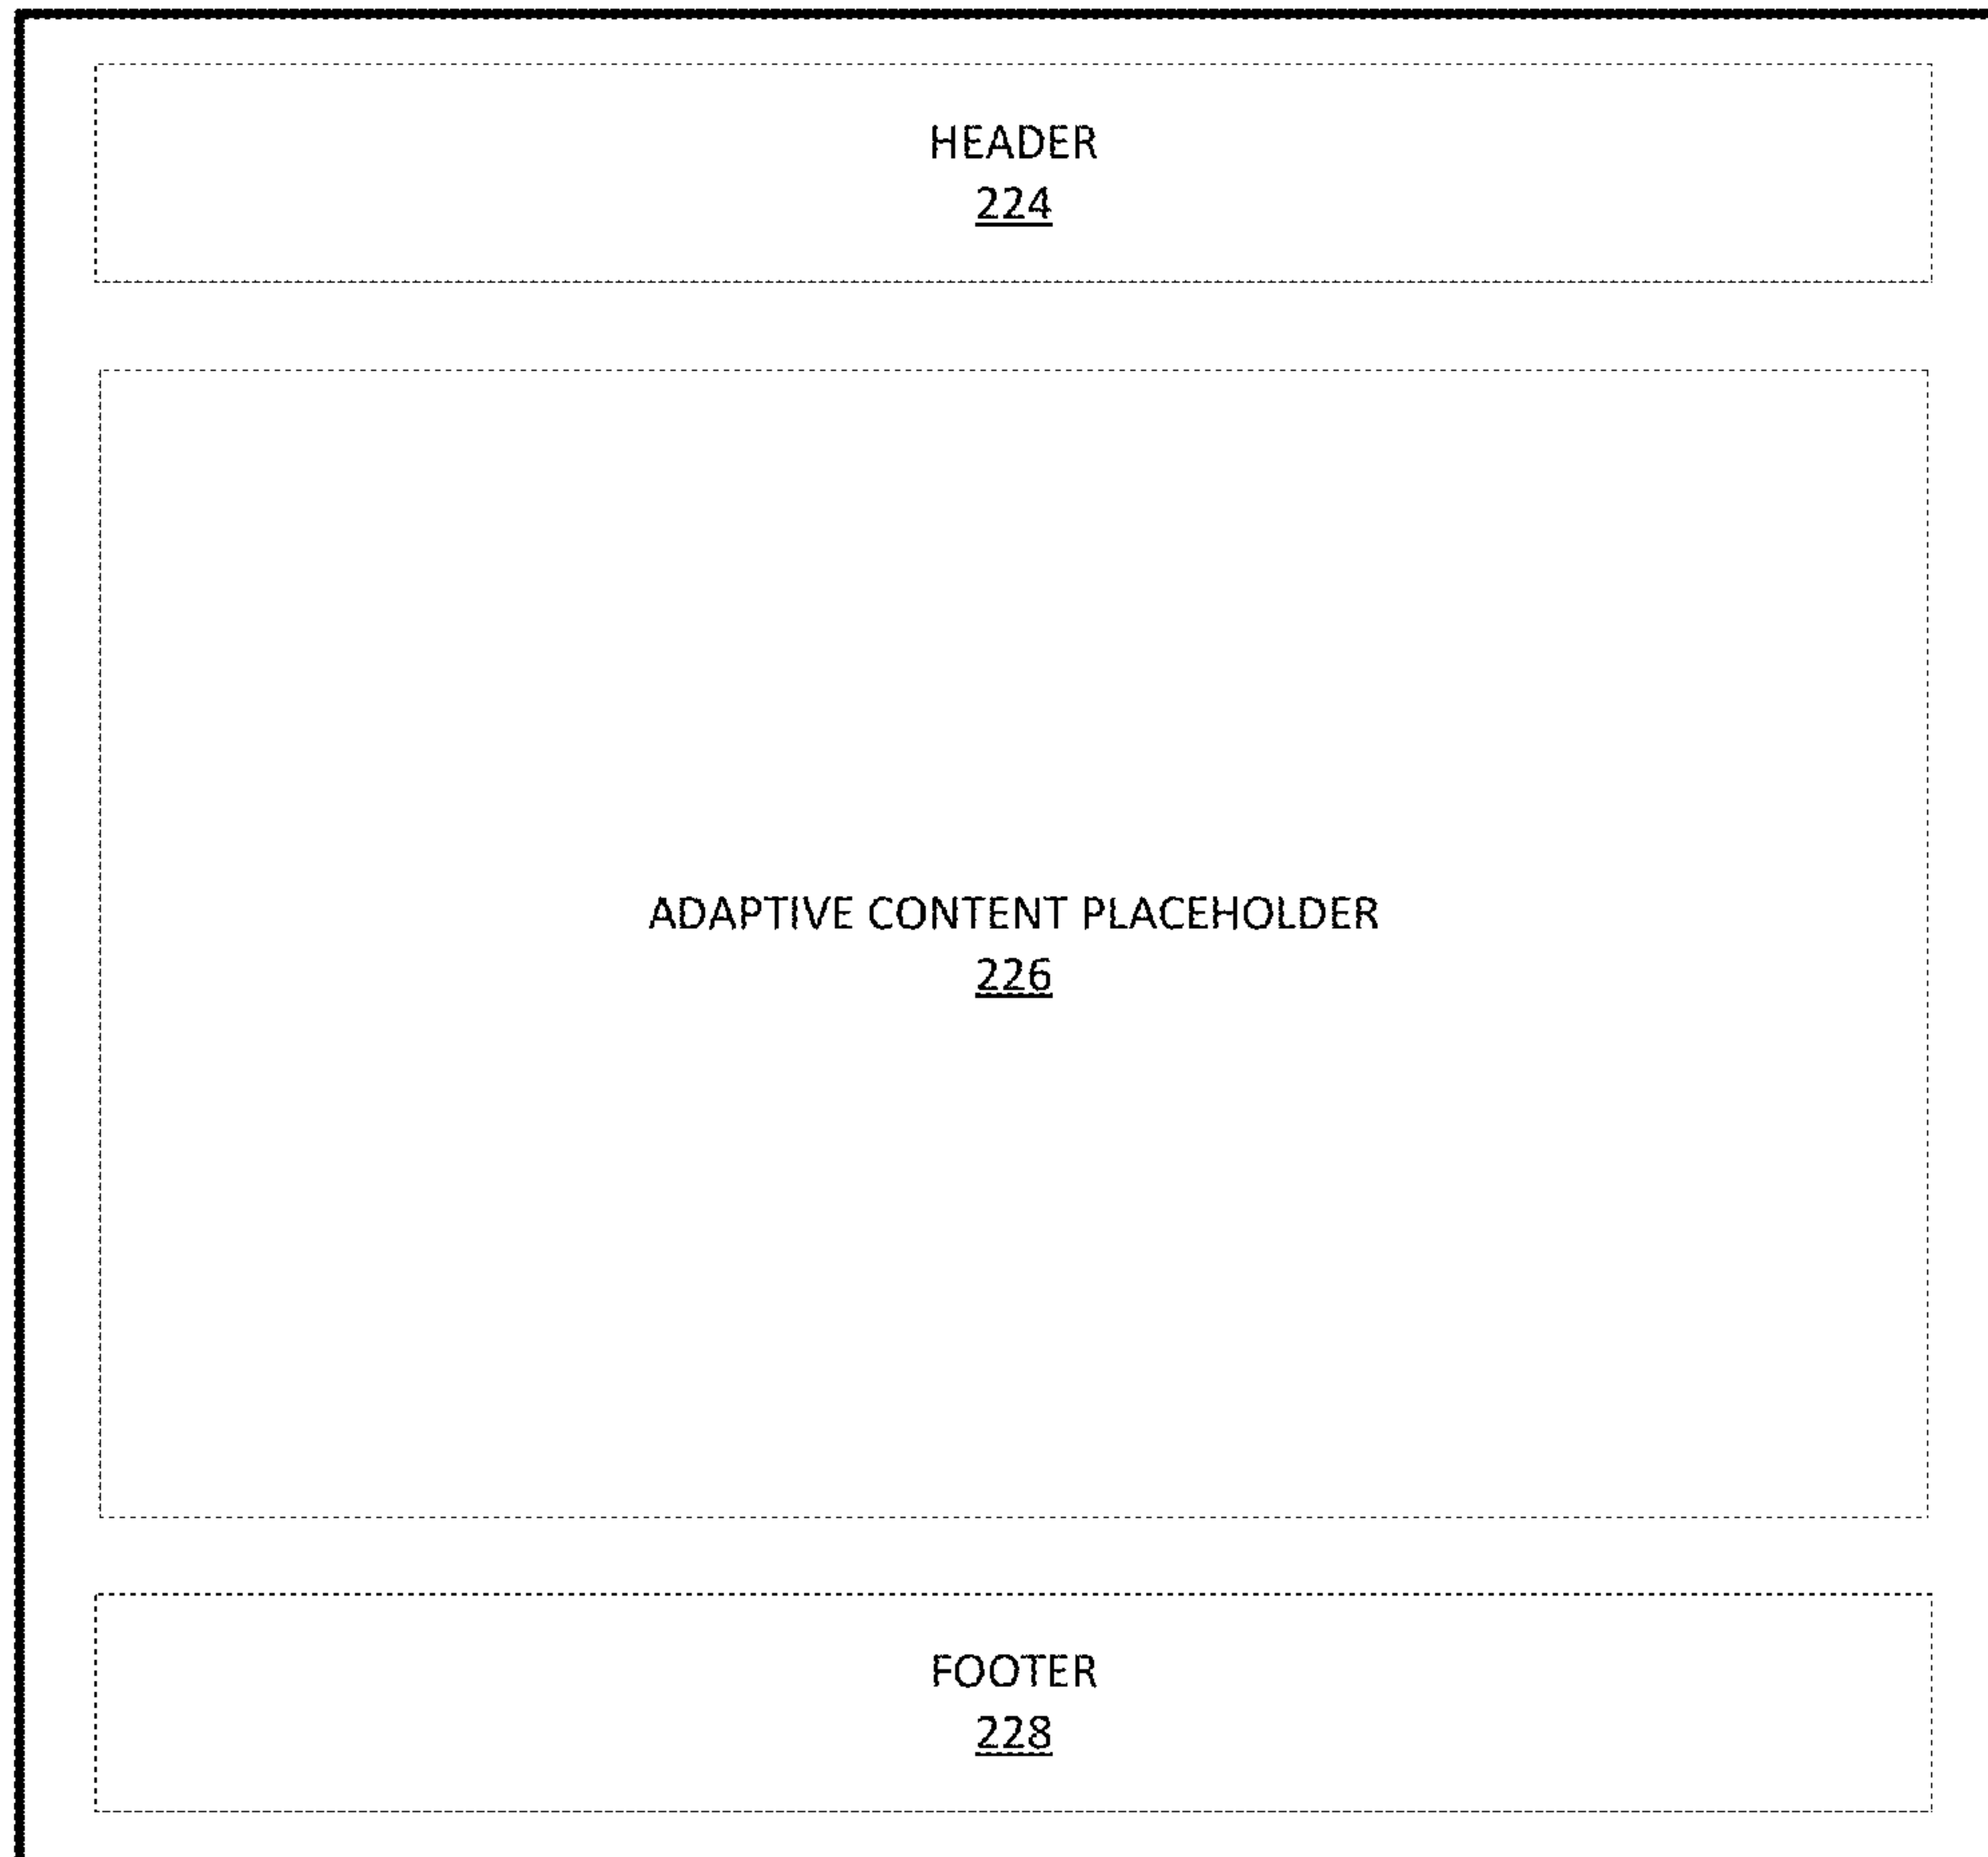 HEADER
224
ADAPTIVE CONTENT PLACEHOLDER
226
FOOTER
228